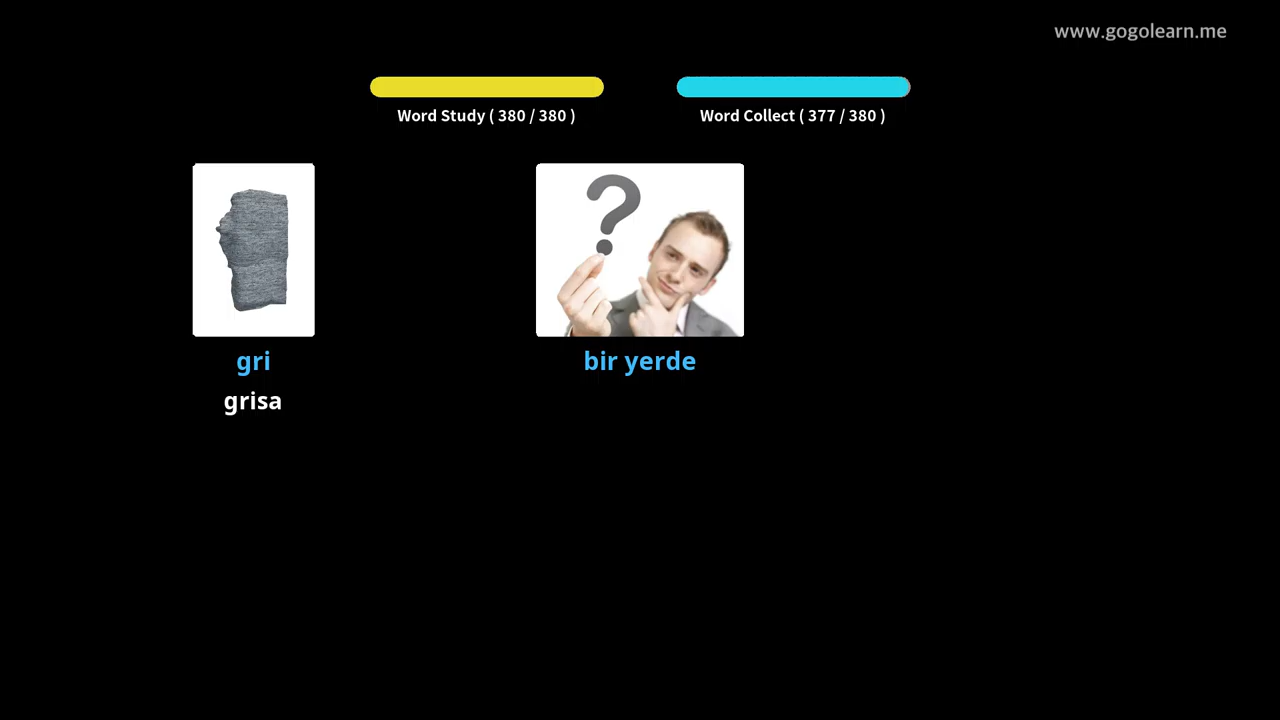 www.gogolearn.me
Word Study ( 380 / 380 )
Word Collect ( 377 / 380 )
?
gri
bir yerde
grisa